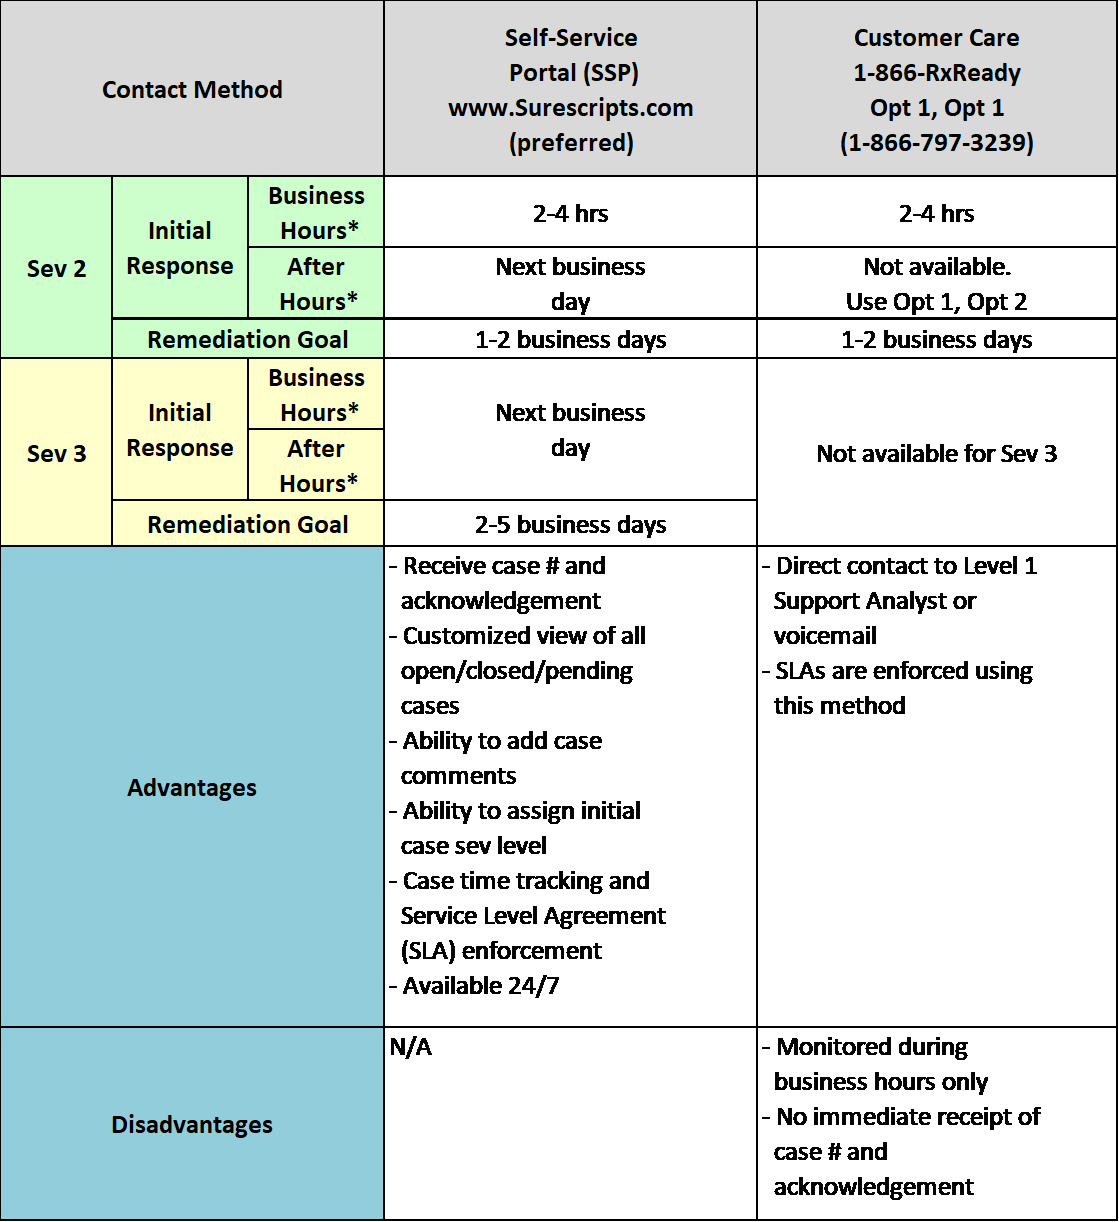 Contact Method
Self-Service
Portal (SSP)
www.Surescripts.com
(preferred)
Customer Care
1-866-RxReady
Opt 1, Opt 1
(1-866-797-3239)
Sev 2
Initial
Response
Business
Hours*
2-4 hrs
2-4 hrs
After
Hours*
Next business
day
Not available.
Use Opt 1, Opt 2
Remediation Goal
1-2 business days
1-2 business days
Sev 3
Initial
Response
Business
Hours*
After
Hours*
Next business
day
Not available for Sev 3
Remediation Goal
2-5 business days
Advantages
- Receive case # and
acknowledgement
- Customized view of all
open/closed/pending
cases
- Ability to add case
comments
- Ability to assign initial
case sev level
- Case time tracking and
Service Level Agreement
(SLA) enforcement
- Available 24/7
- Direct contact to Level 1
Support Analyst or
voicemail
- SLAs are enforced using
this method
Disadvantages
N/A
- Monitored during
business hours only
- No immediate receipt of
case # and
acknowledgement